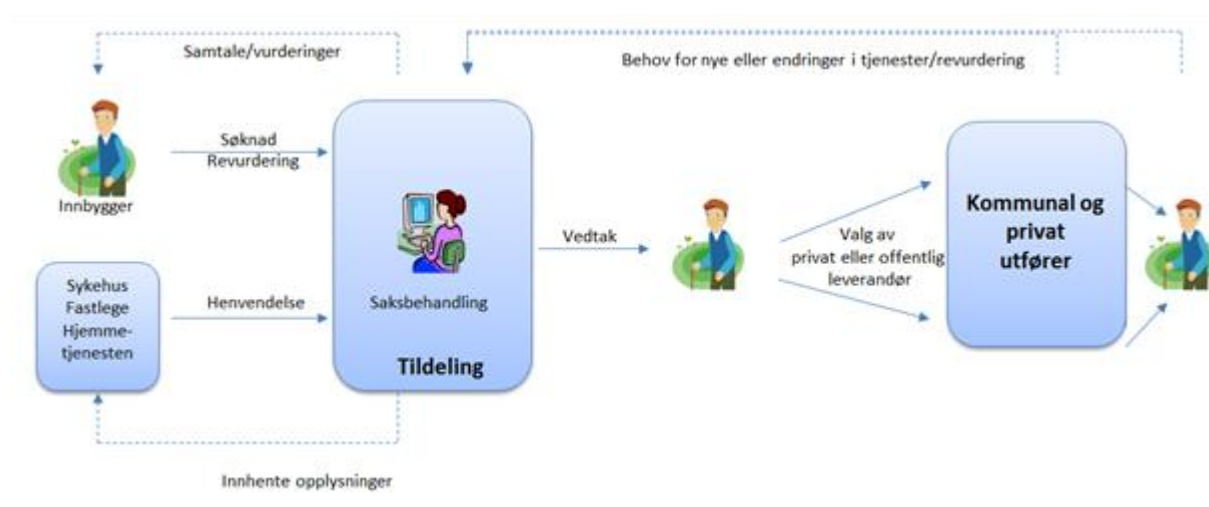 Samtale/vurderinger
Behov for nye eller endringer i tjenester/revurdering
Søknad
Revurdering
Innbygger
Sykehus
Fastlege
Hjemme-
tjenesten
Henvendelse
Saksbehandling
Tildeling
Vedtak
Valg av
privat eller offentlig
leverandør
Kommunal og
privat
utfører
Innhente opplysninger